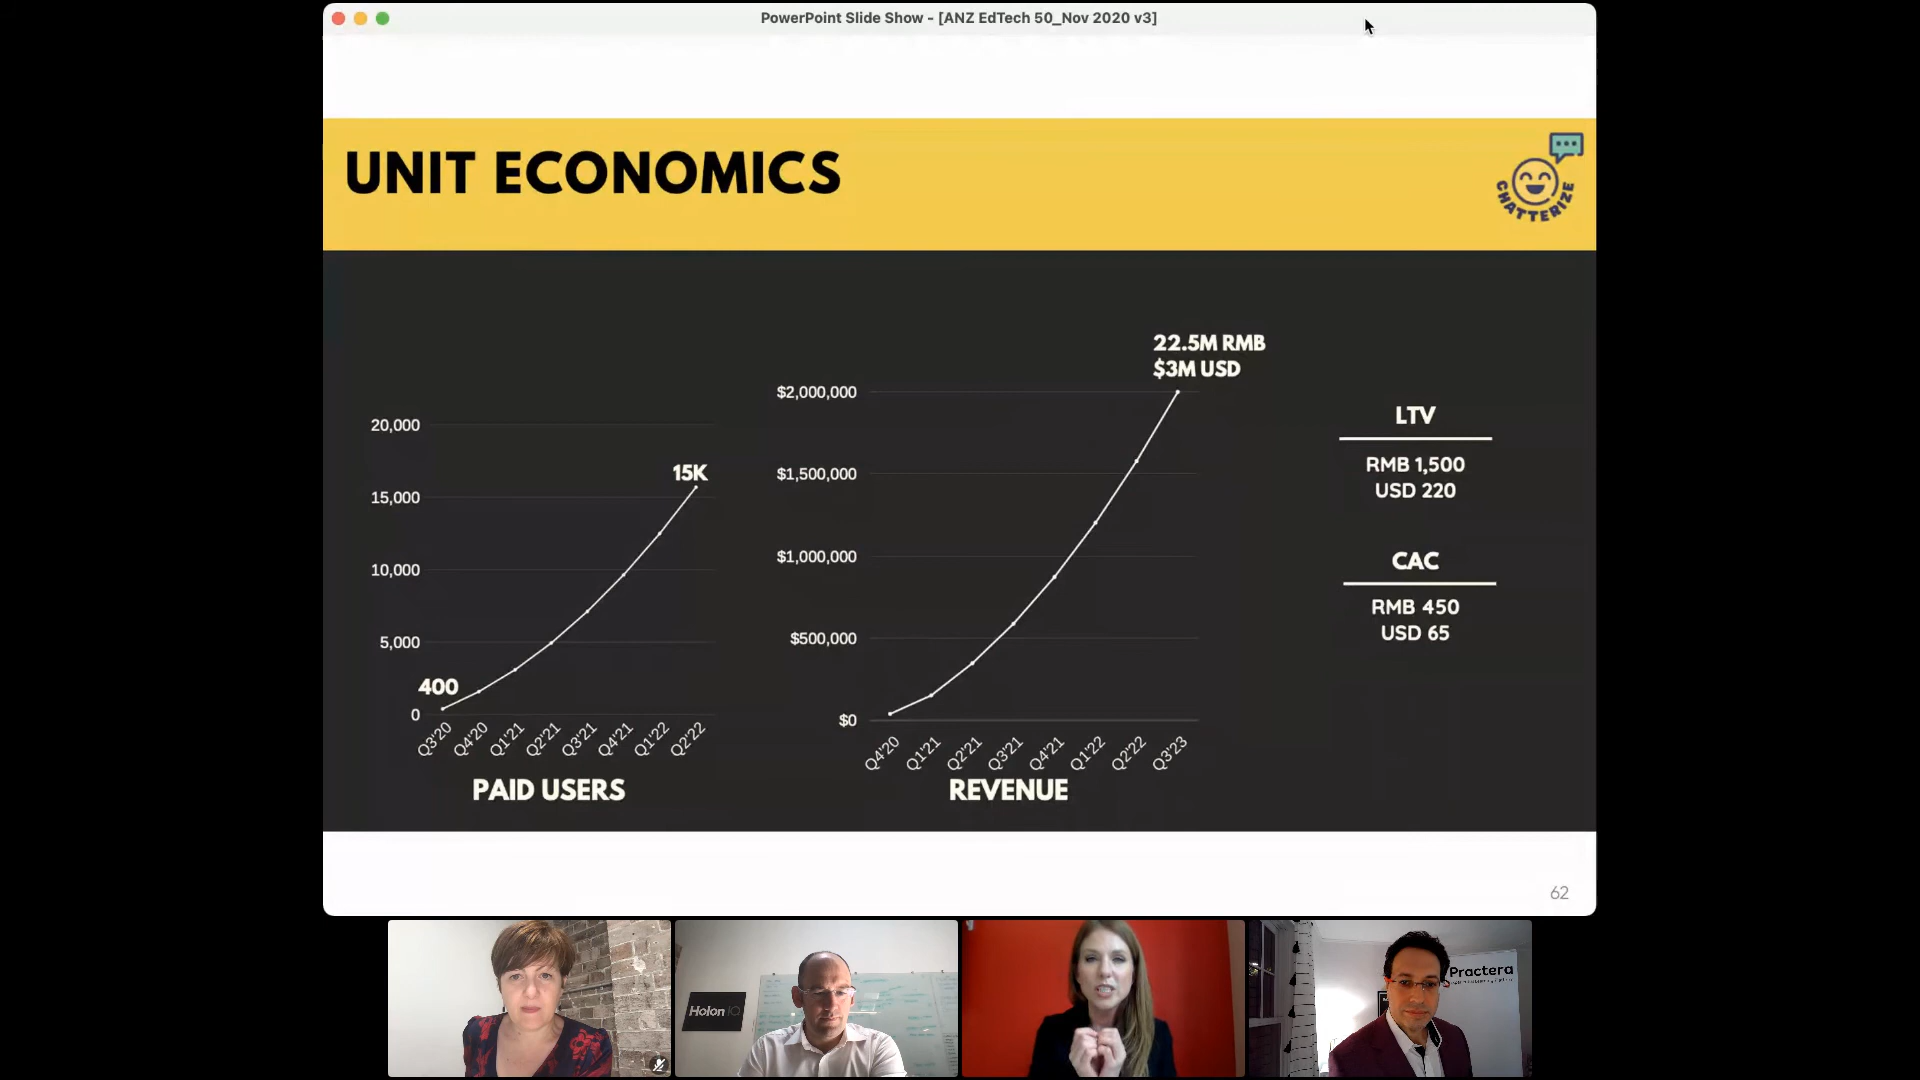 PowerPoint Slide Show - [ANZ EdTech 50_Nov 2020 v3]
UNIT ECONOMICS
CHATTERIZE
20,000
15,000
10,000
5,000
0
15K
400
Q3'20
Q4'20
Q1'21
Q2'21
Q3'21
Q4'21
Q1'22
Q2'22
PAID USERS
22.5M RMB
$3M USD
$2,000,000
$1,500,000
$1,000,000
$500,000
$0
Q4'20
Q1'21
Q2'21
Q3'21
Q4'21
Q1'22
Q2'22
Q3'23
REVENUE
LTV
RMB 1,500
USD 220
CAC
RMB 450
USD 65
62
Holon IQ
Practera